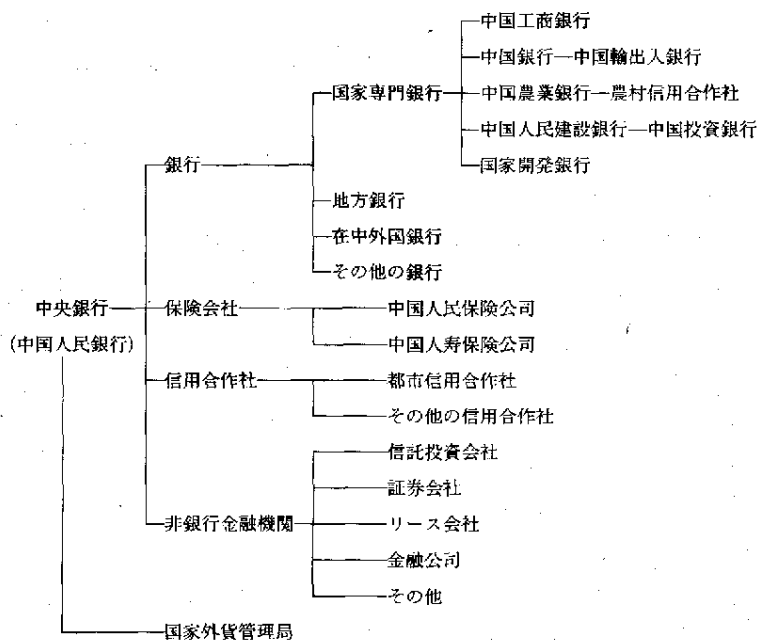 中国工商銀行
中国銀行―中国輸出入銀行
国家専門銀行 中国農業銀行―農村信用合作社
中国人民建設銀行―中国投資銀行
銀行 国家開発銀行
地方銀行
在中外国銀行
その他の銀行
中央銀行 保険会社 中国人民保険公司
(中国人民銀行) 中国人寿保険公司
信用合作社 都市信用合作社
その他の信用合作社
信託投資会社
証券会社
非銀行金融機関 リース会社
金融公司
その他
国家外貨管理局